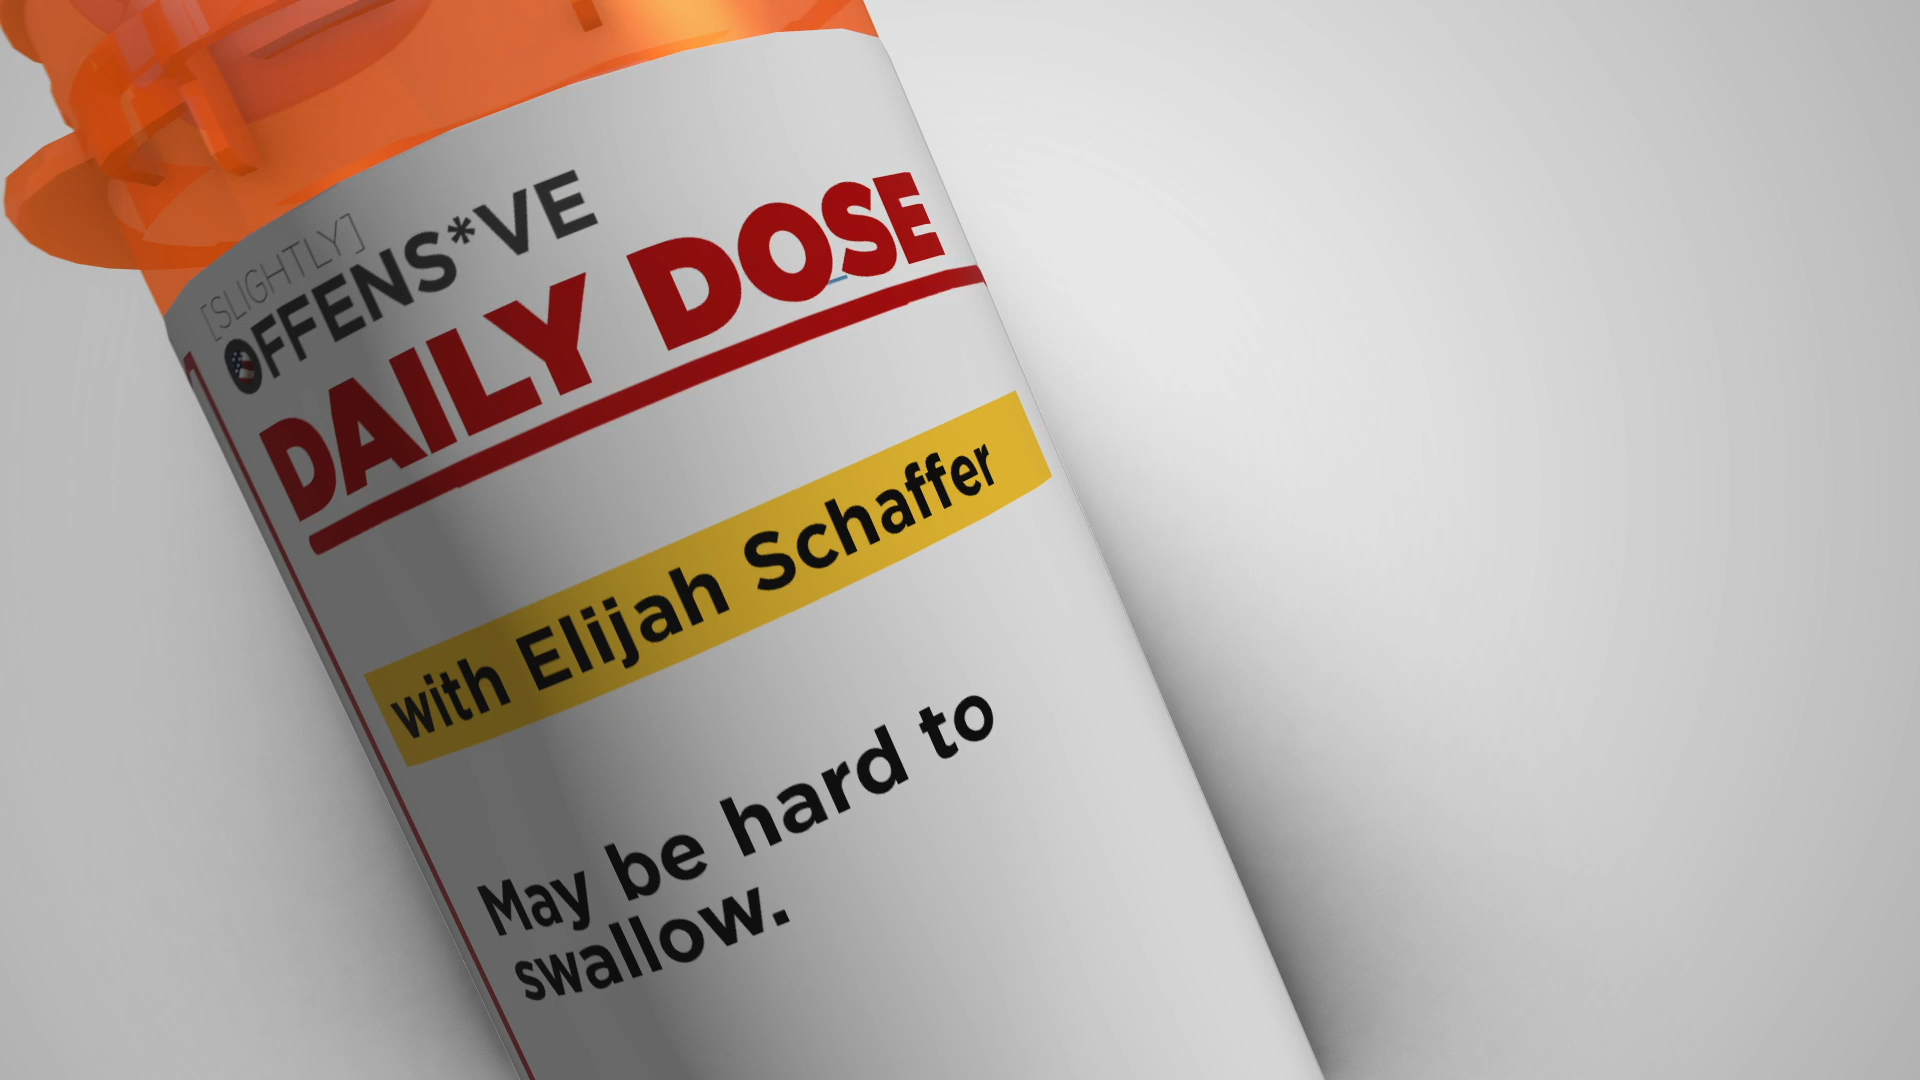 [SLIGHTLY]
OFFENS*VE
DAILY DOSE
with Elijah Schaffer
May be hard to
swallow.